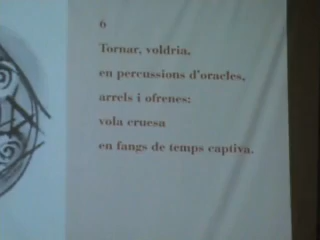 6
Tornar, voldria,
en percussions d'oracles,
arrels i ofrenes:
vola cruesa
en fangs de temps captiva.